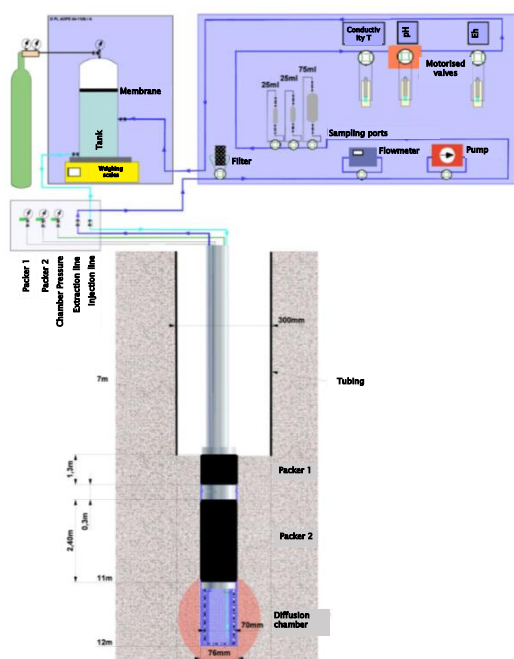 Conductiv
ity T
pH
Eh
Motorised
valves
75ml
25ml
25ml
Membrane
Tank
Sampling ports
Weighing
scales
Filter
Flowmeter
Pump
Packer 1
Packer 2
Chamber Pressure
Extraction line
Injection line
300mm
7m
Tubing
1,3m
Packer 1
0,3m
2,40m
Packer 2
11m
Diffusion
chamber
70mm
12m
76mm